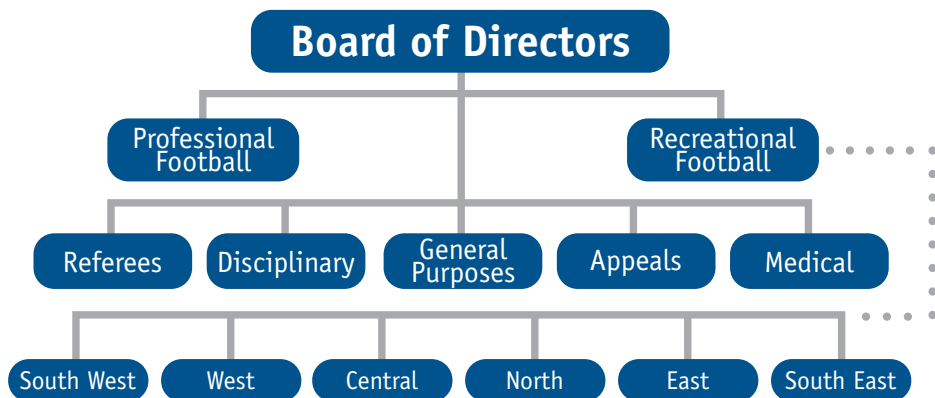 Board of Directors
Professional
Football
Recreational
Football
Referees
Disciplinary
General
Purposes
Appeals
Medical
South West
West
Central
North
East
South East